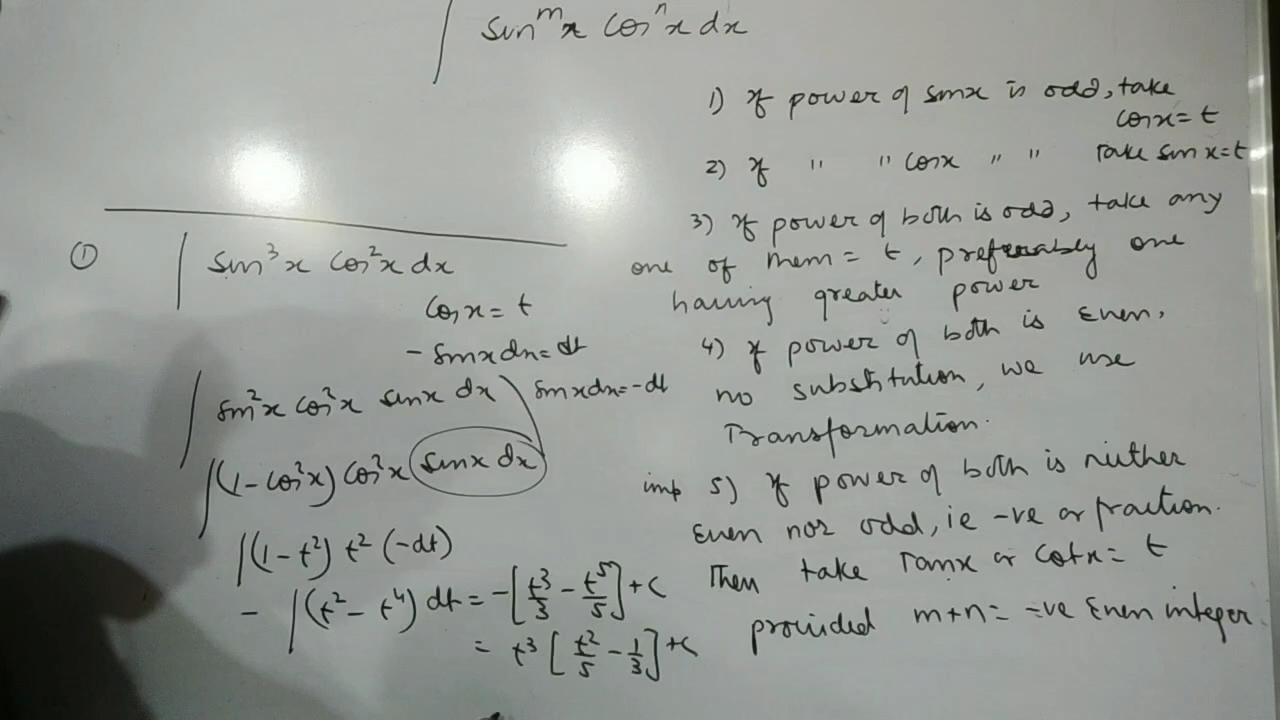 ∫ sin^m x cos^n x dx
1) If power of sinx is odd, take
cosx = t
2) If " " cosx " " Take sin x = t
3) If power of both is odd, take any
one of them = t, preferrably one
having greater power
4) If power of both is even,
no substitution, we use
Transformation.
imp 5) If power of both is neither
even nor odd, ie -ve or fraction.
Then take Tanx or Cotx = t
provided m+n = -ve Even integer.
① ∫ sin³x cos²x dx
cosx = t
- sinx dx = dt
∫ sin²x cos²x sinx dx sinx dx = -dt
∫(1-cos²x) cos²x sinx dx
∫(1-t²) t² (-dt)
- ∫(t² - t⁴) dt = -[t³/3 - t⁵/5] + c
= t³ [t²/5 - 1/3] + c